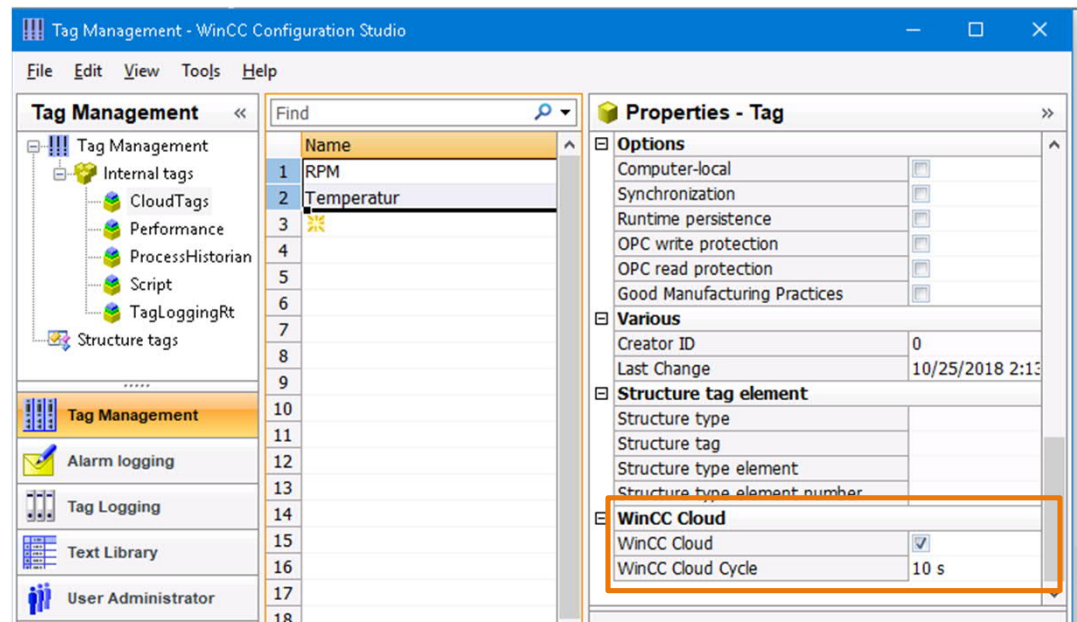 Tag Management - WinCC Configuration Studio
File Edit View Tools Help
Tag Management «
Tag Management
Internal tags
CloudTags
Performance
ProcessHistorian
Script
TagLoggingRt
Structure tags
Tag Management
Alarm logging
Tag Logging
Text Library
User Administrator
Find
Name
1 RPM
2 Temperatur
3
4
5
6
7
8
9
10
11
12
13
14
15
16
17
18
Properties - Tag »
Options
Computer-local
Synchronization
Runtime persistence
OPC write protection
OPC read protection
Good Manufacturing Practices
Various
Creator ID 0
Last Change 10/25/2018 2:13
Structure tag element
Structure type
Structure tag
Structure type element
Structure type element number
WinCC Cloud
WinCC Cloud
WinCC Cloud Cycle 10 s